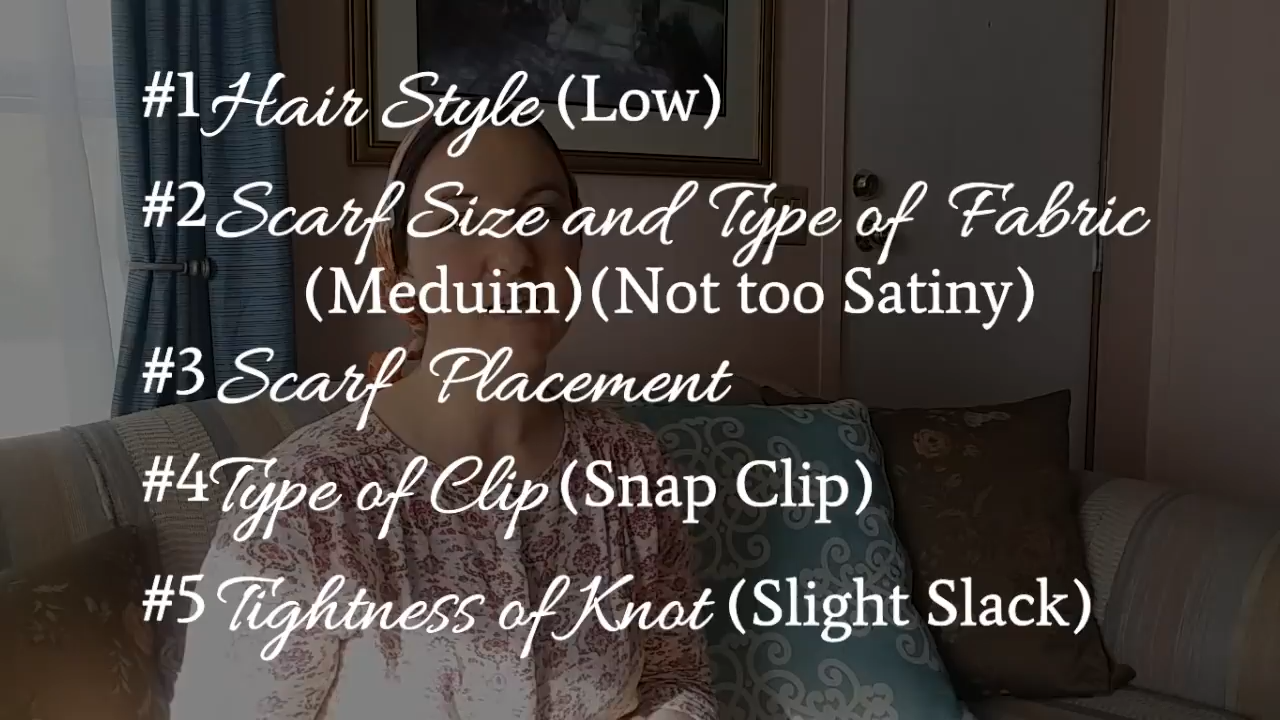 #1 Hair Style (Low)
#2 Scarf Size and Type of Fabric
(Meduim)(Not too Satiny)
#3 Scarf Placement
#4 Type of Clip (Snap Clip)
#5 Tightness of Knot (Slight Slack)